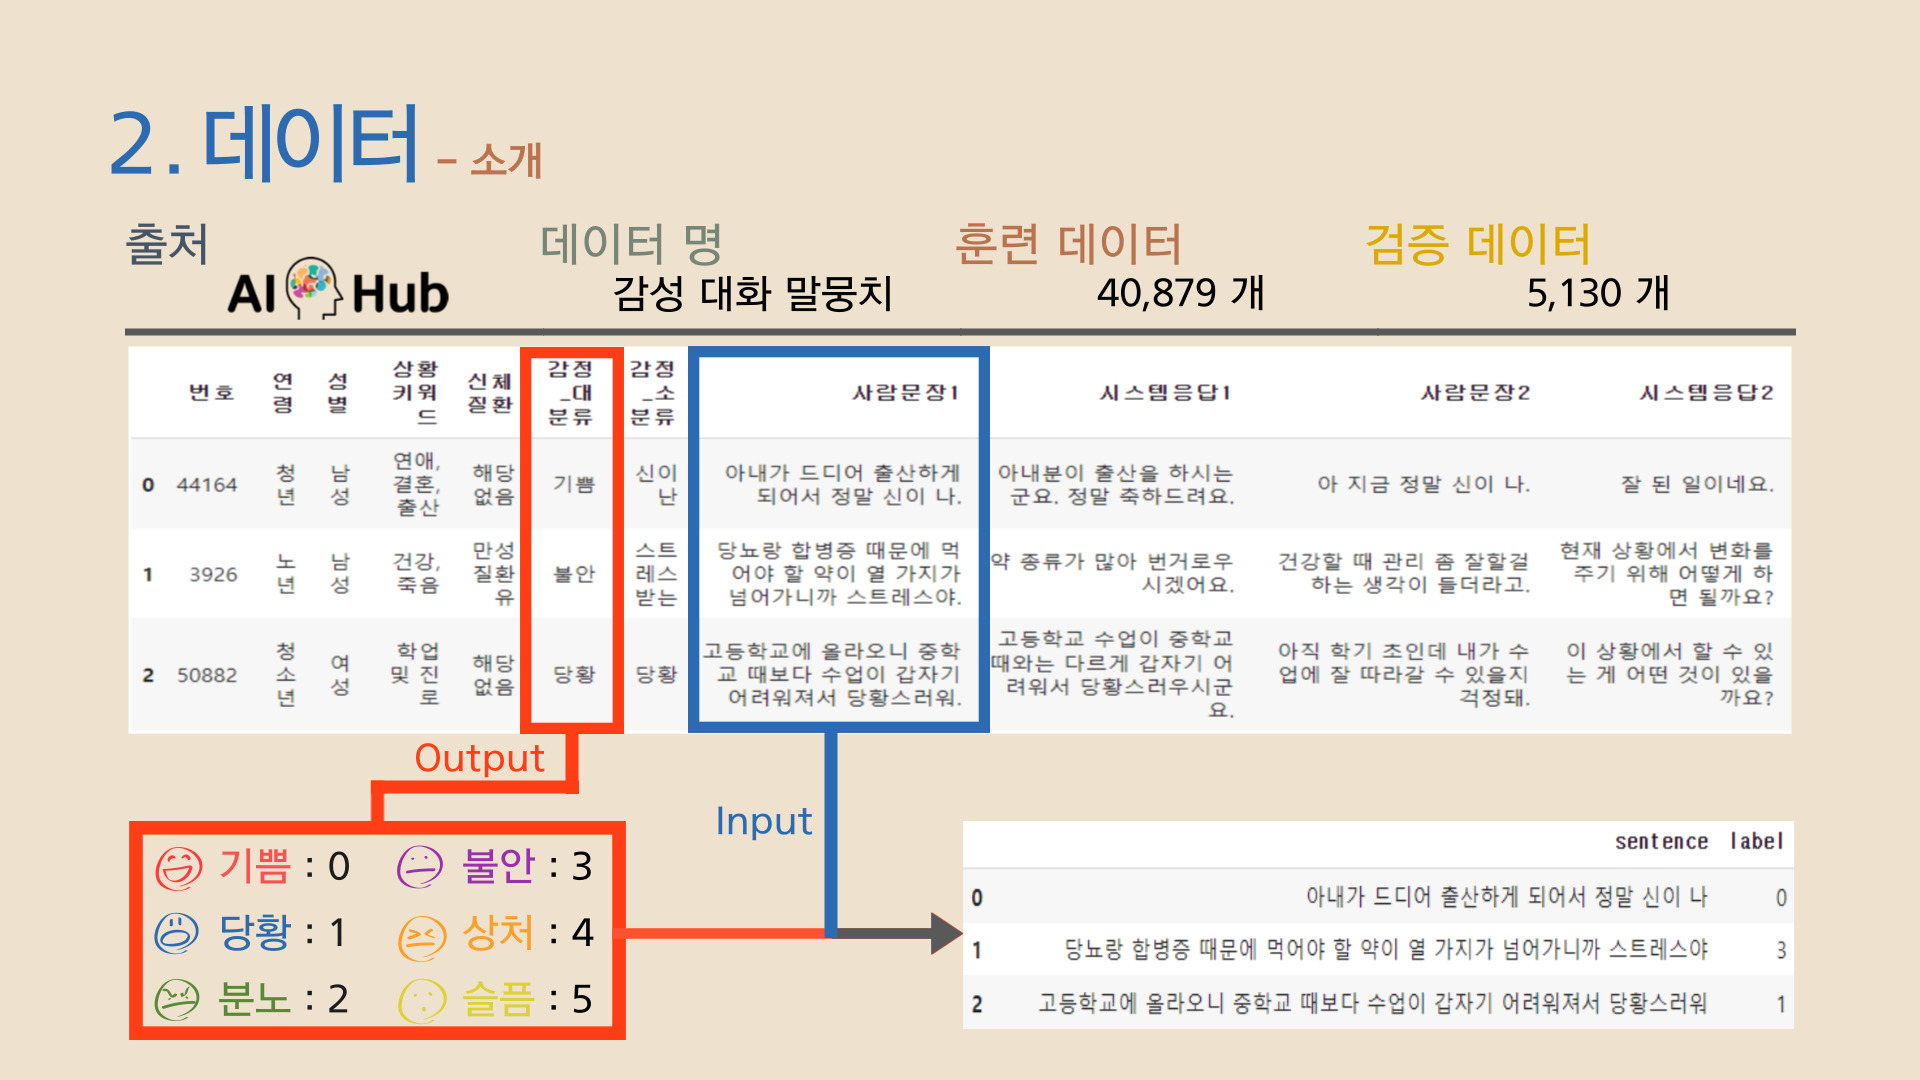 2. 데이터 - 소개
출처
데이터 명
훈련 데이터
검증 데이터
AI Hub
감성 대화 말뭉치
40,879 개
5,130 개
번호 연령 성별 상황키워드 신체질환 감정_대분류 감정_소분류 사람문장1 시스템응답1 사람문장2 시스템응답2
0 44164 청년 남성 연애, 결혼, 출산 해당없음 기쁨 신이 난 아내가 드디어 출산하게 되어서 정말 신이 나. 아내분이 출산을 하시는군요. 정말 축하드려요. 아 지금 정말 신이 나. 잘 된 일이네요.
1 3926 노년 남성 건강, 죽음 만성질환 유 불안 스트레스 받는 당뇨랑 합병증 때문에 먹어야 할 약이 열 가지가 넘어가니까 스트레스야. 약 종류가 많아 번거로우시겠어요. 건강할 때 관리 좀 잘할걸 하는 생각이 들더라고. 현재 상황에서 변화를 주기 위해 어떻게 하면 될까요?
2 50882 청소년 여성 학업 및 진로 해당없음 당황 당황 고등학교에 올라오니 중학교 때보다 수업이 갑자기 어려워져서 당황스러워. 고등학교 수업이 중학교 때와는 다르게 갑자기 어려워서 당황스러우시군요. 아직 학기 초인데 내가 수업에 잘 따라갈 수 있을지 걱정돼. 이 상황에서 할 수 있는 게 어떤 것이 있을까요?
Output
Input
기쁨 : 0
불안 : 3
당황 : 1
상처 : 4
분노 : 2
슬픔 : 5
sentence label
0 아내가 드디어 출산하게 되어서 정말 신이 나 0
1 당뇨랑 합병증 때문에 먹어야 할 약이 열 가지가 넘어가니까 스트레스야 3
2 고등학교에 올라오니 중학교 때보다 수업이 갑자기 어려워져서 당황스러워 1